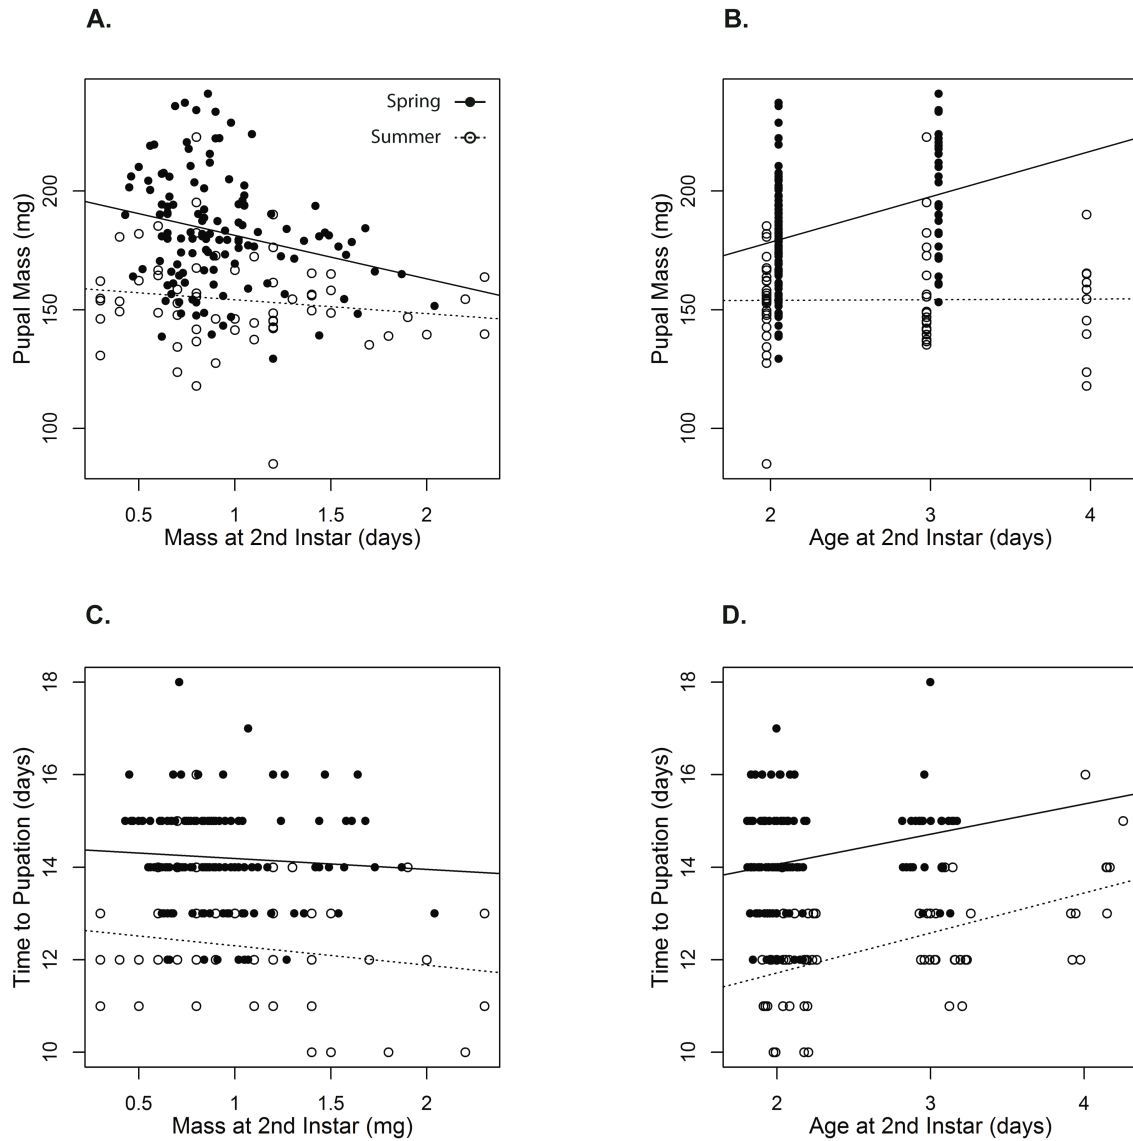 A.
Spring
Summer
Pupal Mass (mg)
200
150
100
0.5 1 1.5 2
Mass at 2nd Instar (days)
B.
Pupal Mass (mg)
200
150
100
2 3 4
Age at 2nd Instar (days)
C.
Time to Pupation (days)
18
16
14
12
10
0.5 1 1.5 2
Mass at 2nd Instar (mg)
D.
Time to Pupation (days)
18
16
14
12
10
2 3 4
Age at 2nd Instar (days)